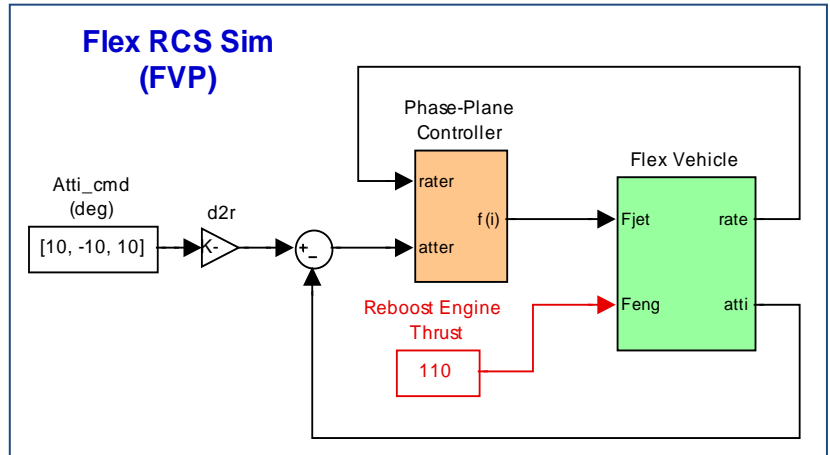 Flex RCS Sim
(FVP)
Phase-Plane
Controller
Flex Vehicle
Atti_cmd
(deg)
d2r
rater
[10, -10, 10]
K-
+
-
atter
f(i)
Fjet
rate
Reboost Engine
Thrust
Feng
atti
110